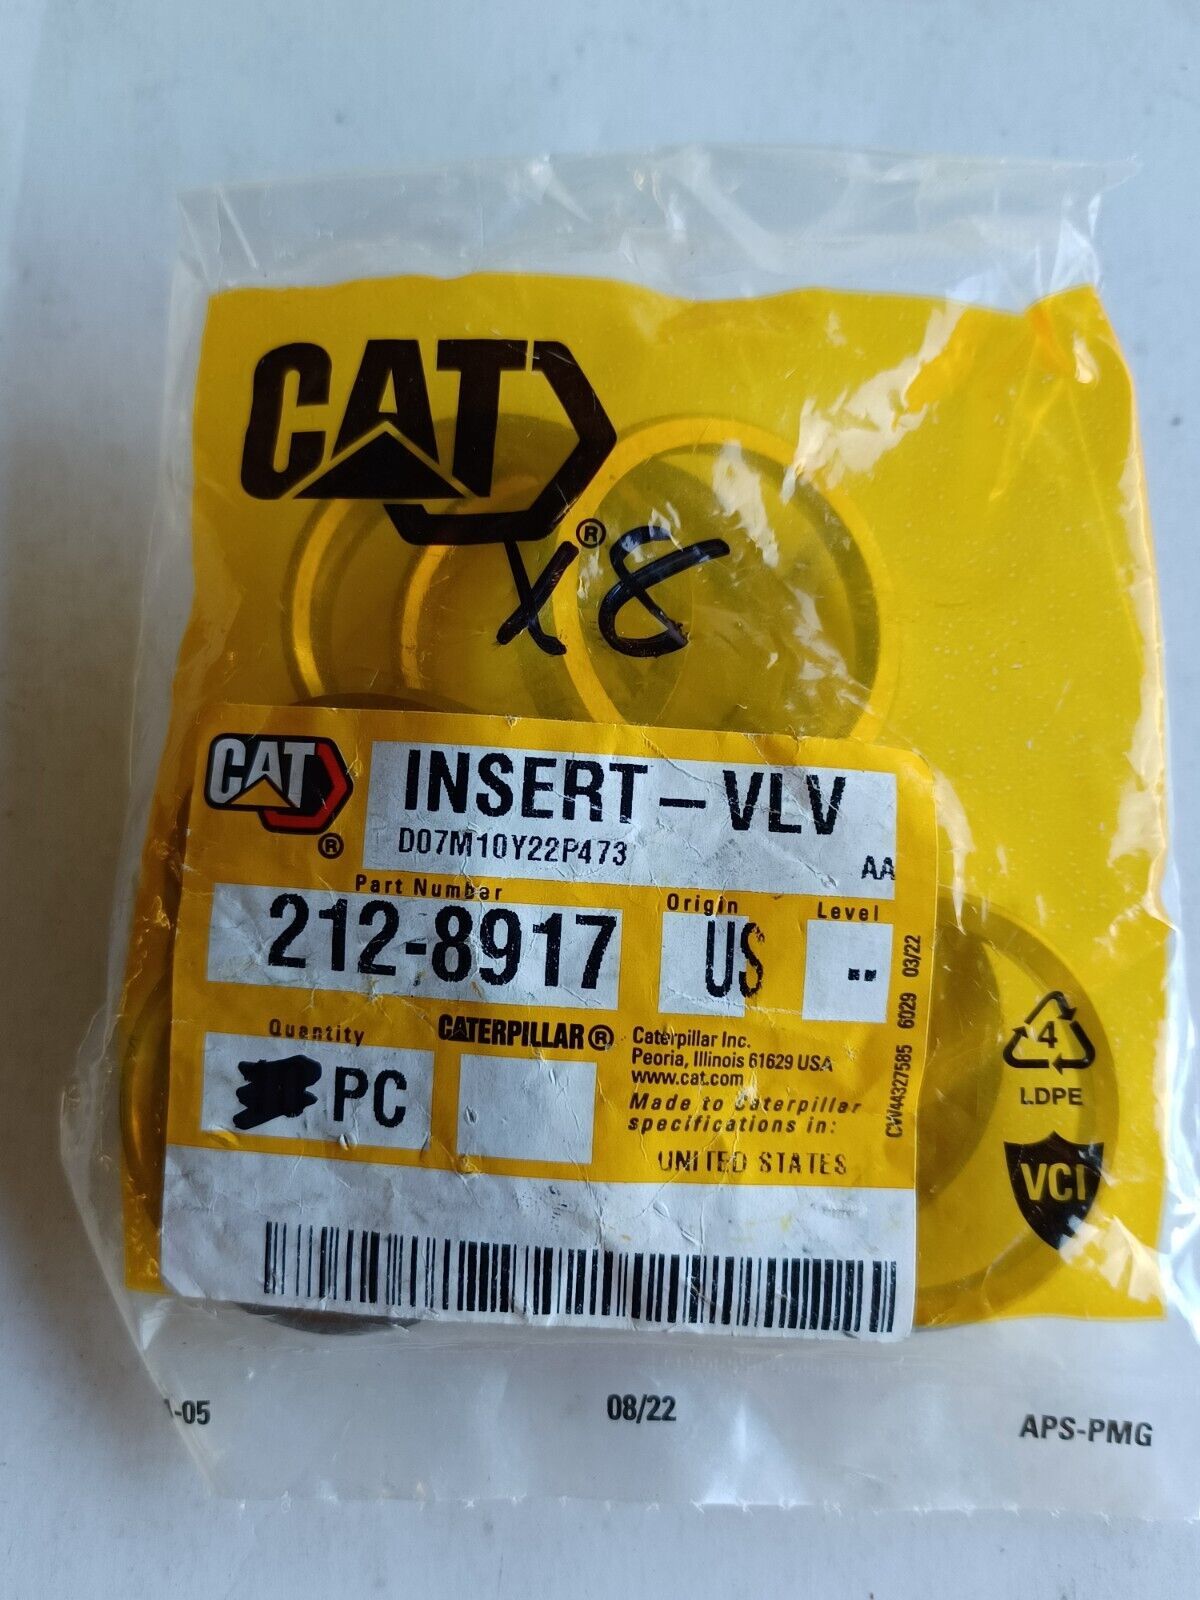 CAT
®
x8
CAT
®
INSERT-VLV
D07M10Y22P473
AA
Part Number
212-8917
Origin
US
Level
--
Quantity
PC
CATERPILLAR®
Caterpillar Inc.
Peoria, Illinois 61629 USA
www.cat.com
Made to Caterpillar
specifications in:
UNITED STATES
CW44327585 6029 03/22
4
LDPE
VCI
-05
08/22
APS-PMG